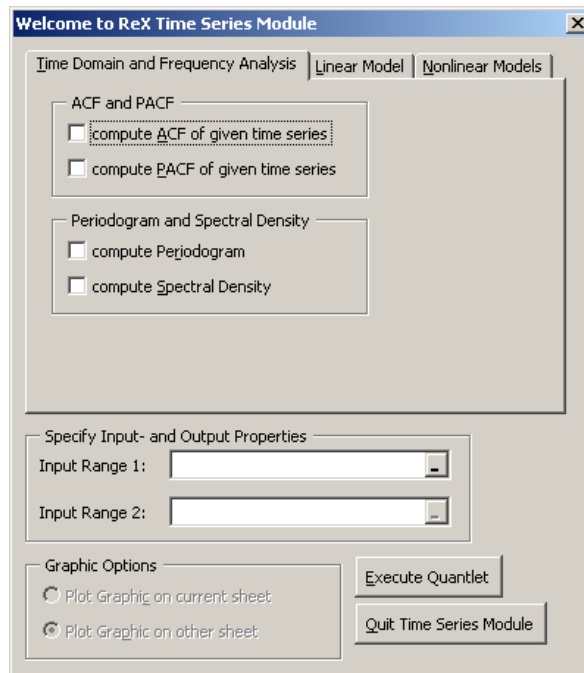 Welcome to ReX Time Series Module
Time Domain and Frequency Analysis
Linear Model
Nonlinear Models
ACF and PACF
compute ACF of given time series
compute PACF of given time series
Periodogram and Spectral Density
compute Periodogram
compute Spectral Density
Specify Input- and Output Properties
Input Range 1:
Input Range 2:
Graphic Options
Plot Graphic on current sheet
Plot Graphic on other sheet
Execute Quantlet
Quit Time Series Module